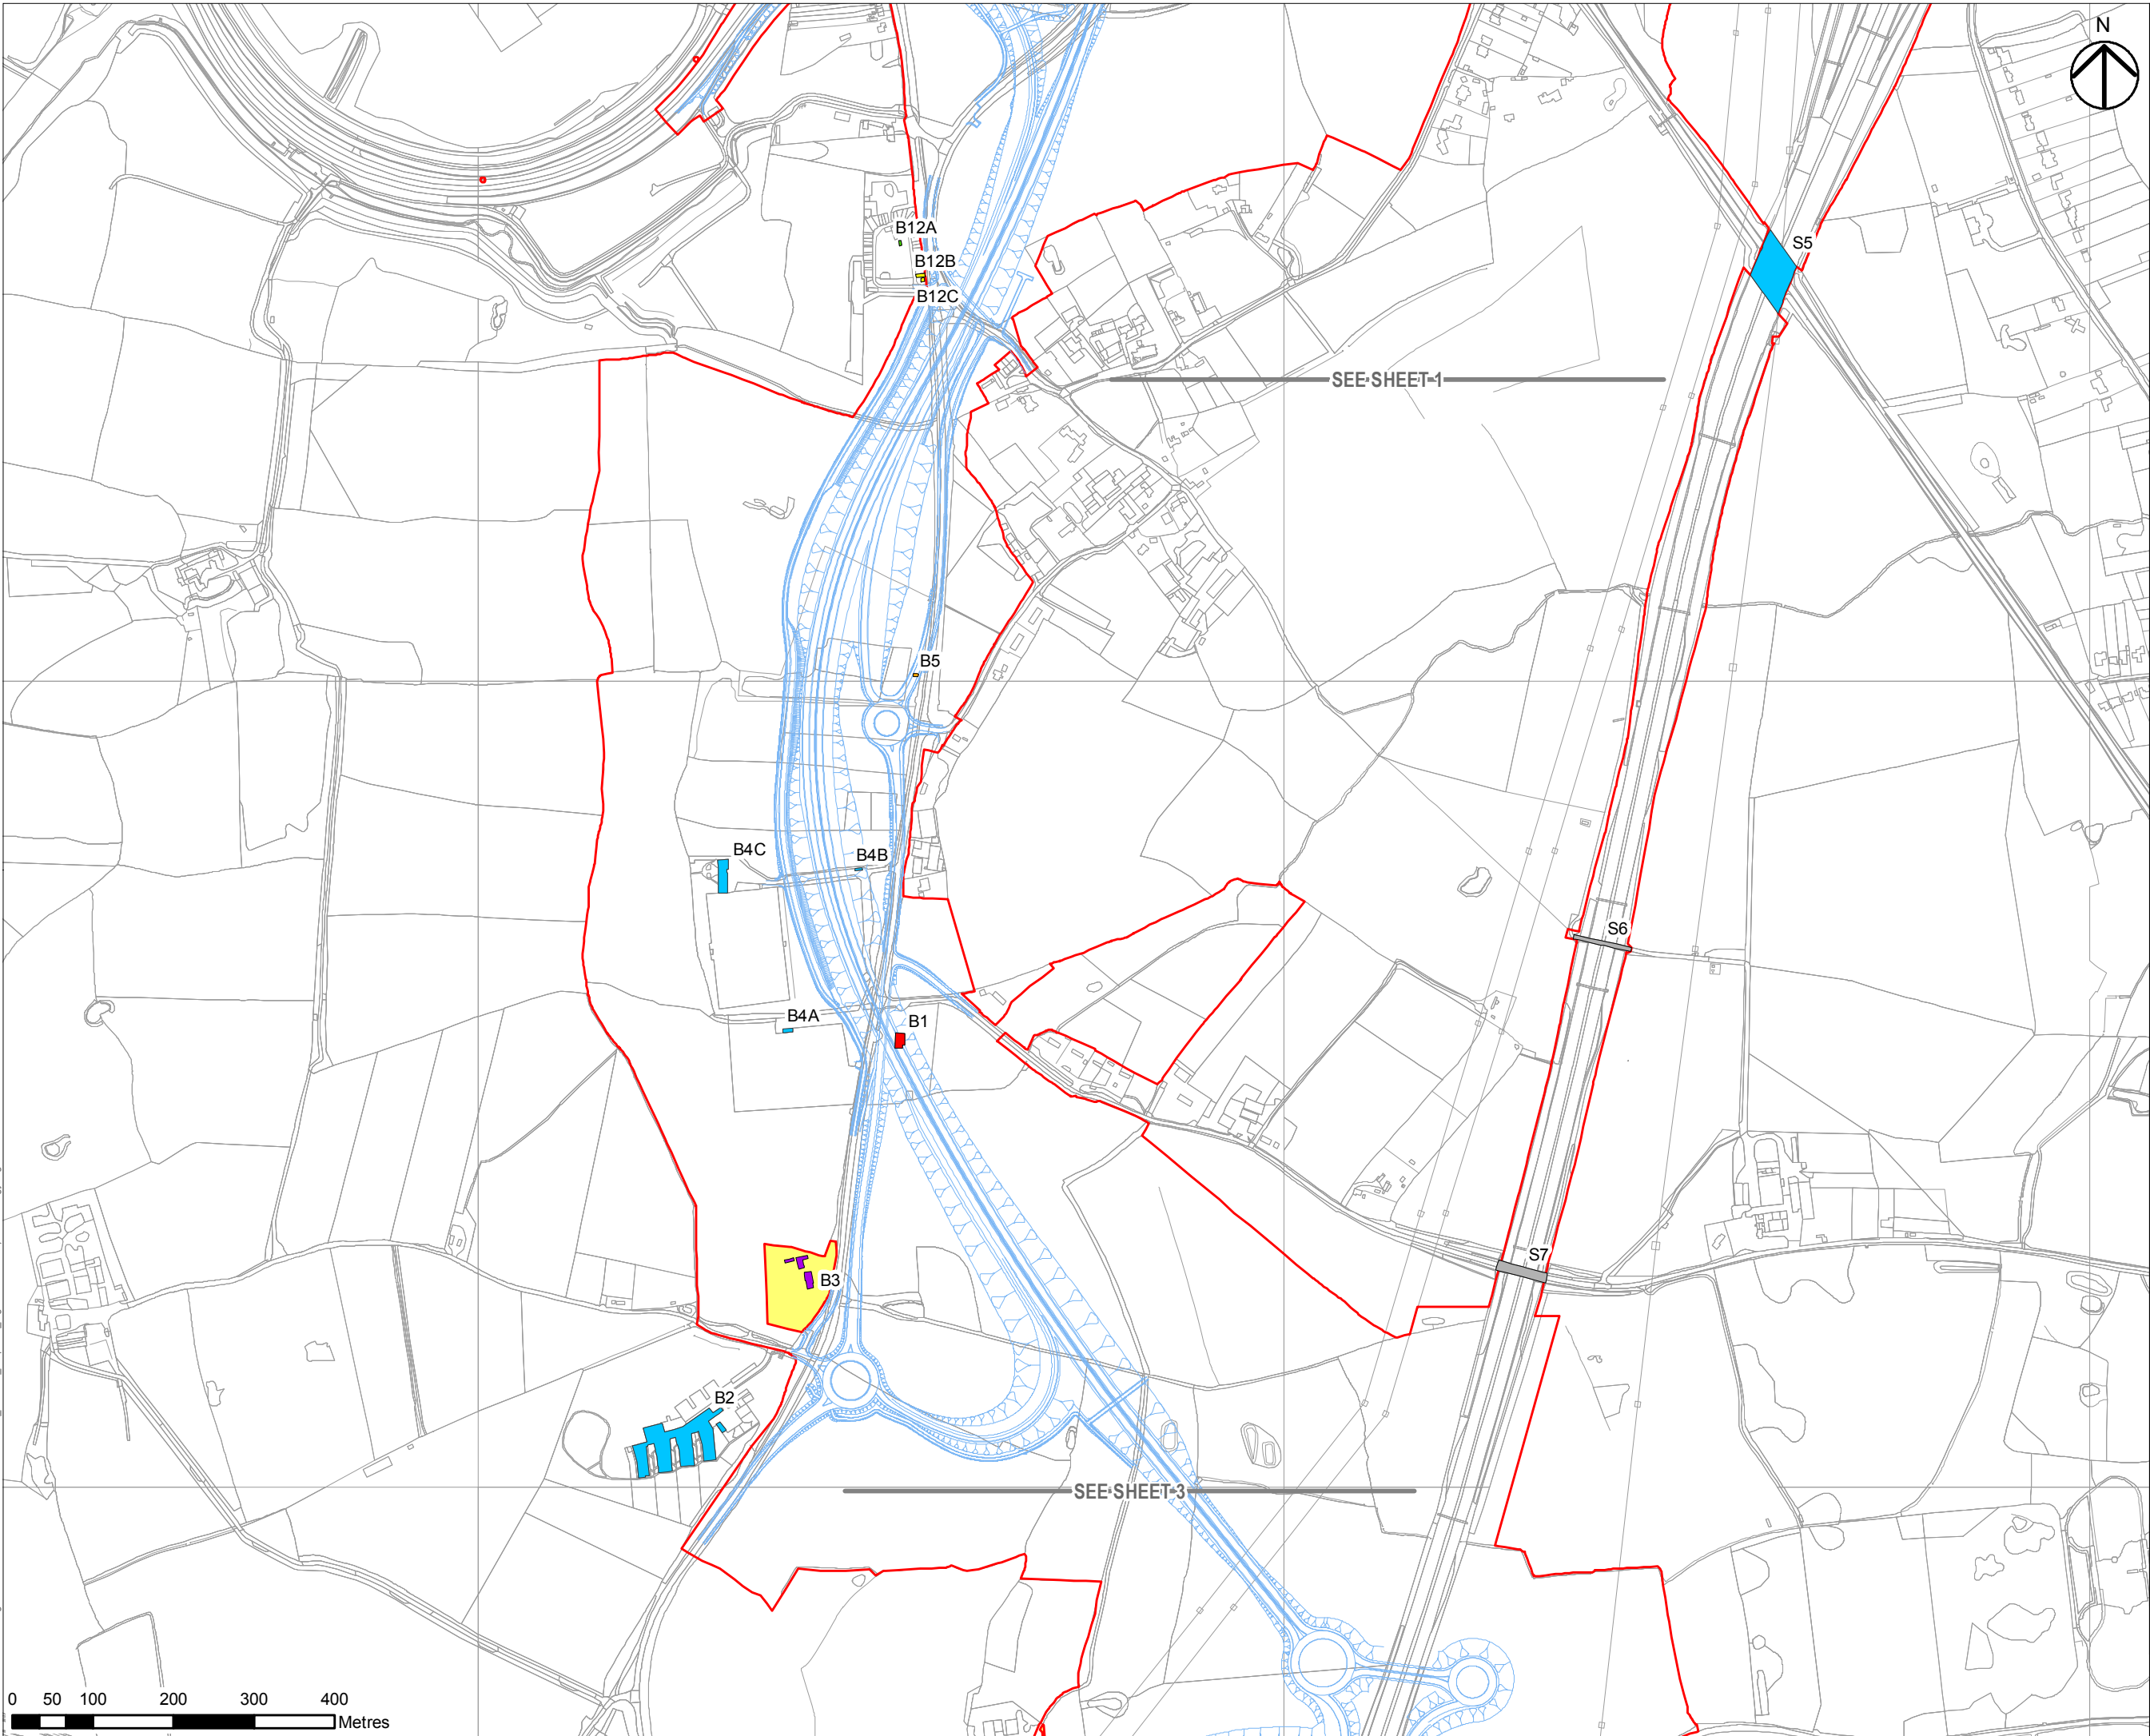 N
B12A
S5
B12B
B12C
SEE SHEET 1
B5
B4C
B4B
S6
B4A
B1
S7
B3
B2
SEE SHEET 3
0 50 100 200 300 400
Metres